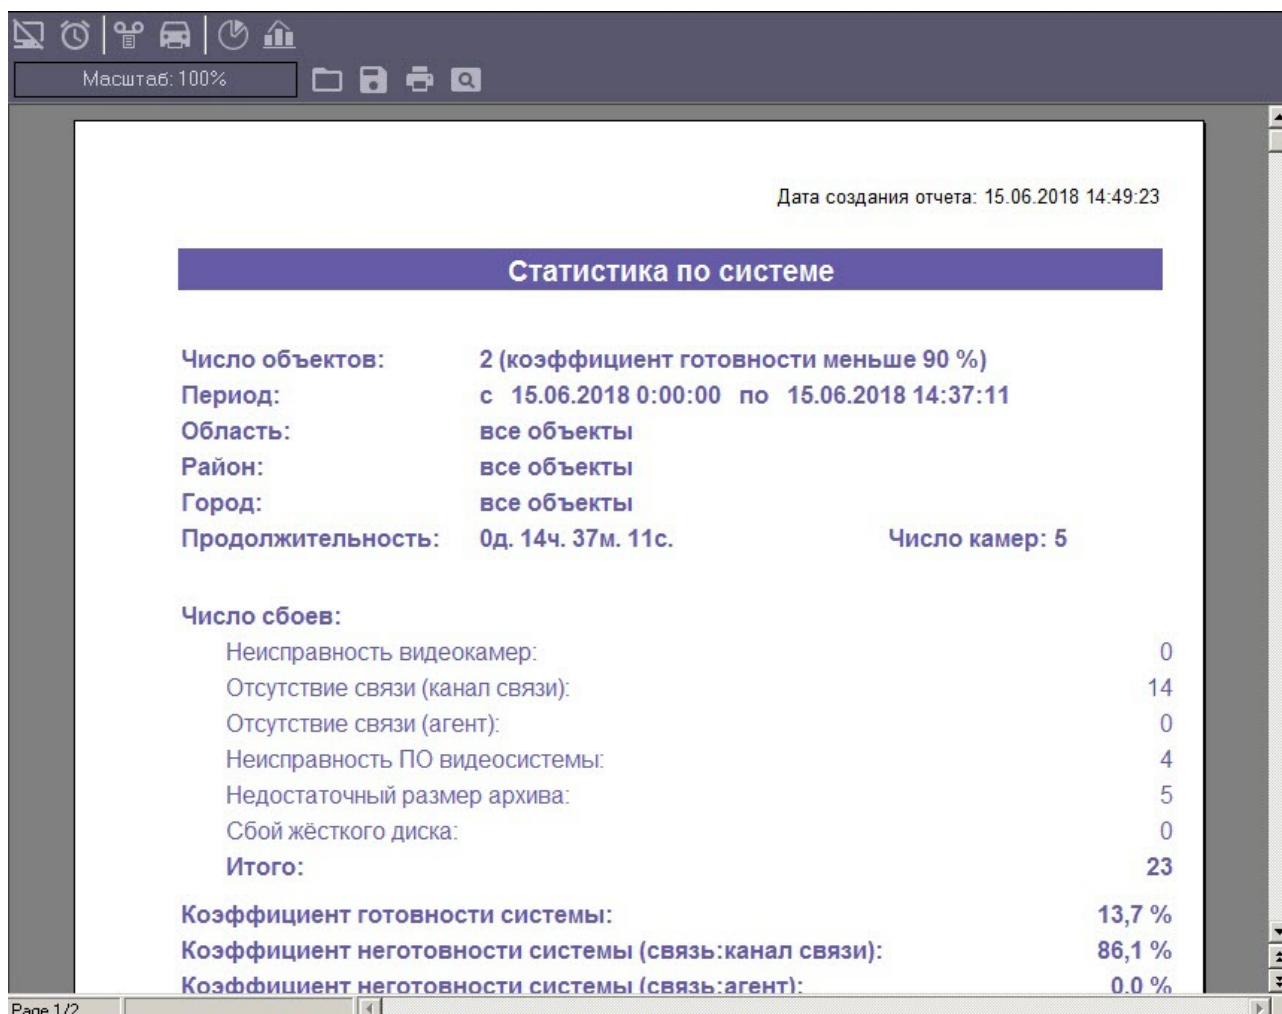 Масштаб: 100%
Дата создания отчета: 15.06.2018 14:49:23
Статистика по системе
Число объектов: 2 (коэффициент готовности меньше 90 %)
Период: с 15.06.2018 0:00:00 по 15.06.2018 14:37:11
Область: все объекты
Район: все объекты
Город: все объекты
Продолжительность: 0д. 14ч. 37м. 11с. Число камер: 5
Число сбоев:
Неисправность видеокамер: 0
Отсутствие связи (канал связи): 14
Отсутствие связи (агент): 0
Неисправность ПО видеосистемы: 4
Недостаточный размер архива: 5
Сбой жёсткого диска: 0
Итого: 23
Коэффициент готовности системы: 13,7 %
Коэффициент неготовности системы (связь:канал связи): 86,1 %
Коэффициент неготовности системы (связь:агент): 0.0 %
Page 1/2